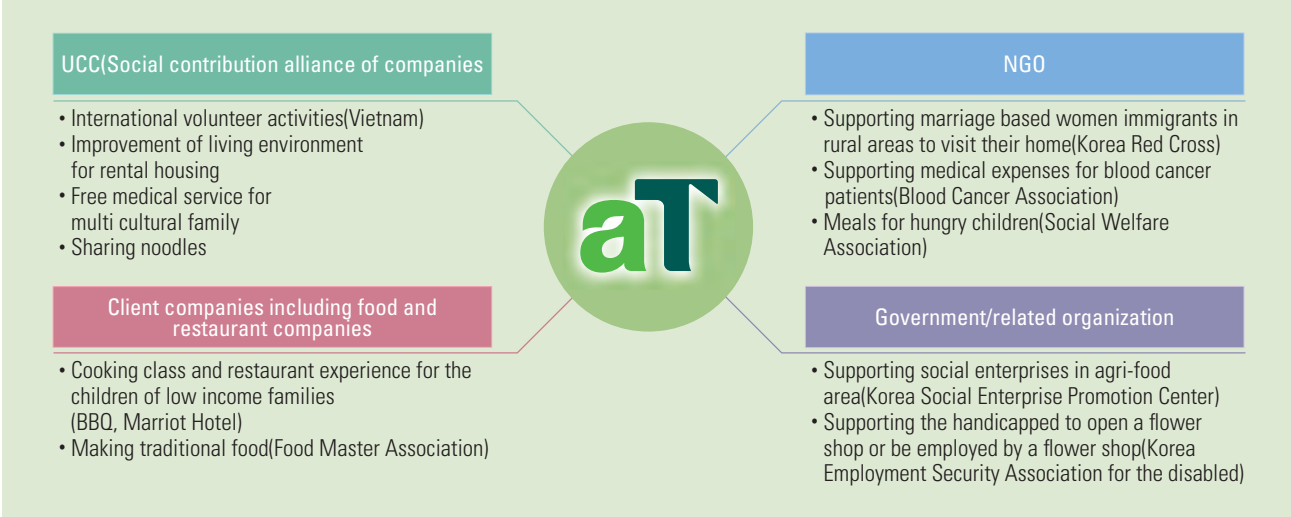 UCC(Social contribution alliance of companies
• International volunteer activities(Vietnam)
• Improvement of living environment
for rental housing
• Free medical service for
multi cultural family
• Sharing noodles
NGO
• Supporting marriage based women immigrants in
rural areas to visit their home(Korea Red Cross)
• Supporting medical expenses for blood cancer
patients(Blood Cancer Association)
• Meals for hungry children(Social Welfare
Association)
aT
Client companies including food and
restaurant companies
• Cooking class and restaurant experience for the
children of low income families
(BBQ, Marriot Hotel)
• Making traditional food(Food Master Association)
Government/related organization
• Supporting social enterprises in agri-food
area(Korea Social Enterprise Promotion Center)
• Supporting the handicapped to open a flower
shop or be employed by a flower shop(Korea
Employment Security Association for the disabled)